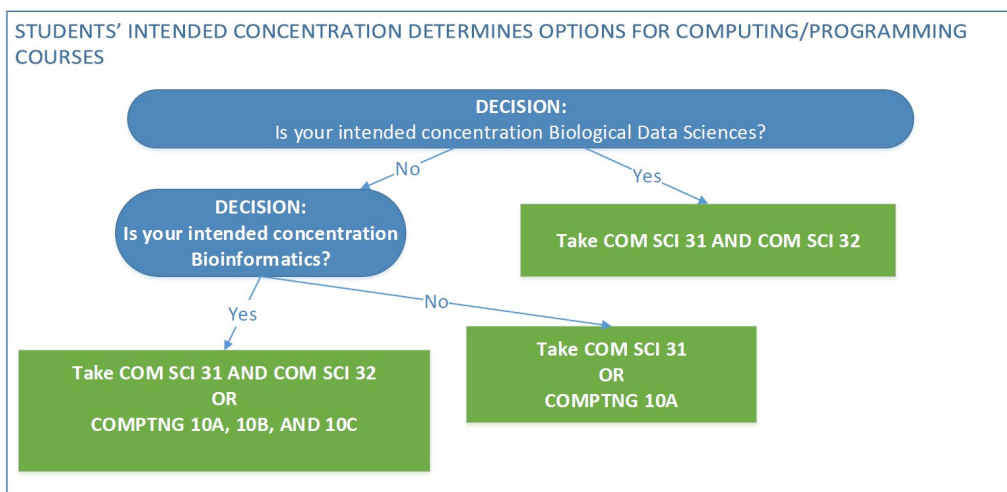 STUDENTS' INTENDED CONCENTRATION DETERMINES OPTIONS FOR COMPUTING/PROGRAMMING
COURSES
DECISION:
Is your intended concentration Biological Data Sciences?
No
Yes
DECISION:
Is your intended concentration
Bioinformatics?
Take COM SCI 31 AND COM SCI 32
Yes
No
Take COM SCI 31 AND COM SCI 32
OR
COMPTNG 10A, 10B, AND 10C
Take COM SCI 31
OR
COMPTNG 10A